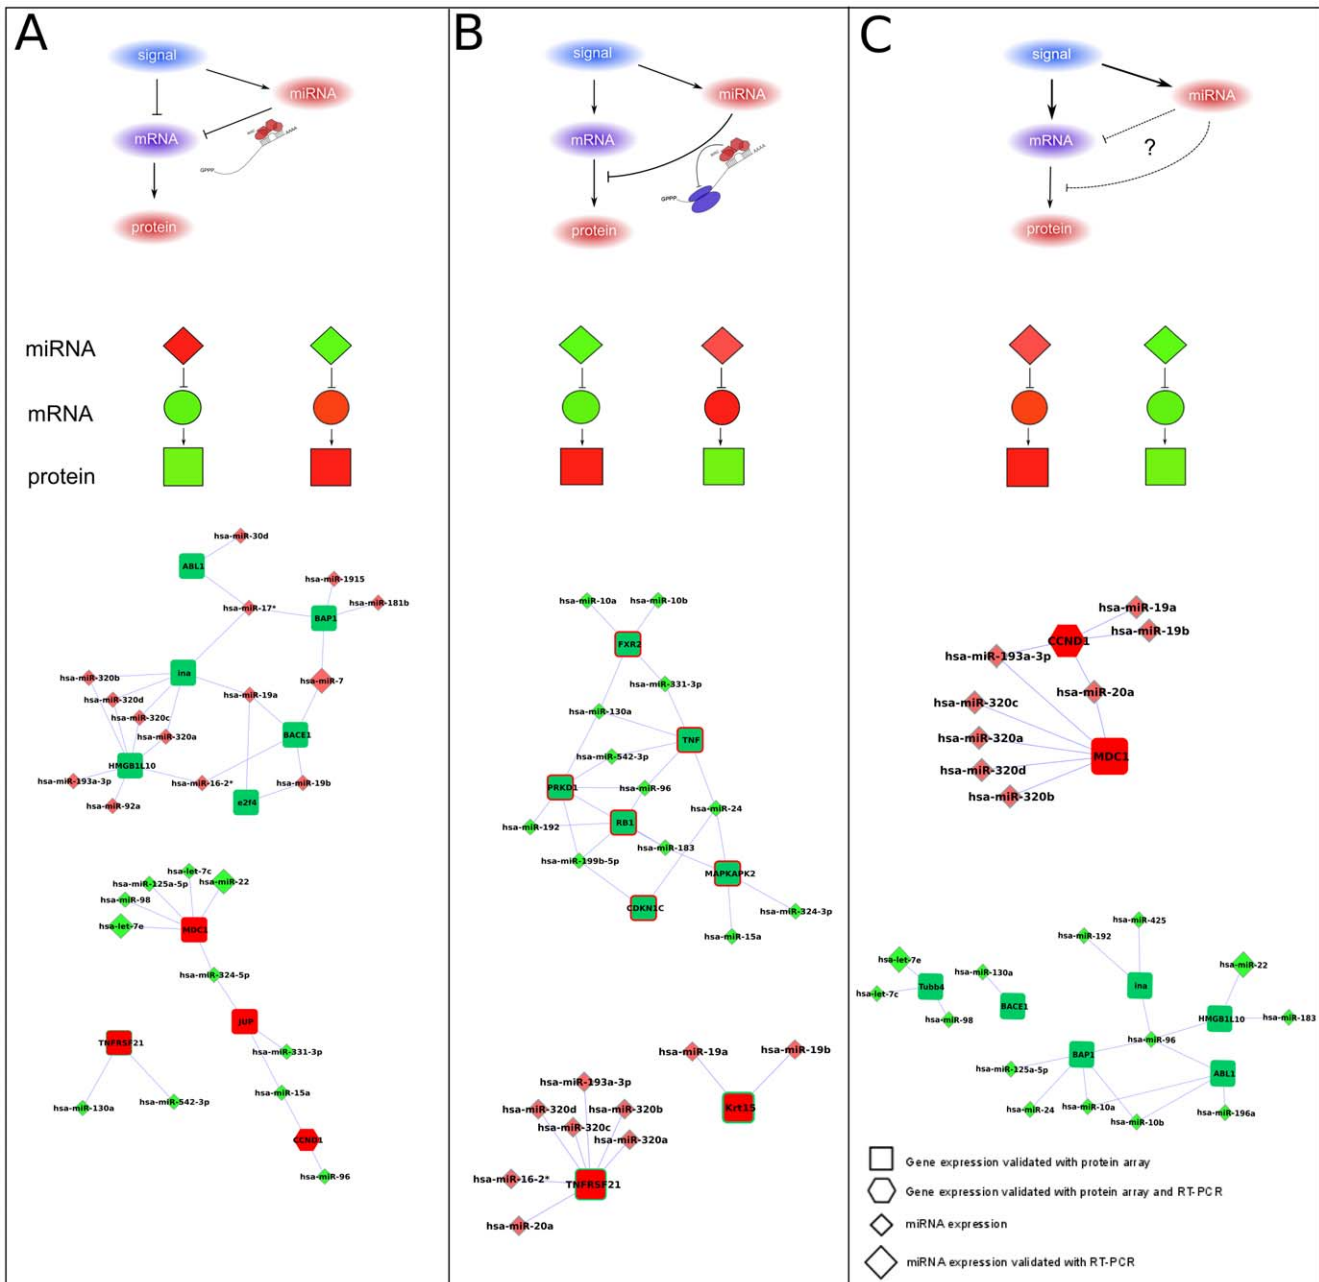 A
signal
miRNA
mRNA
GPPP
AAAA
protein
miRNA
mRNA
protein
hsa-miR-30d
ABL1
hsa-miR-1915
hsa-miR-17*
hsa-miR-181b
BAP1
ina
hsa-miR-320b
hsa-miR-7
hsa-miR-320d
hsa-miR-19a
hsa-miR-320c
hsa-miR-320a
BACE1
HMGB1L10
hsa-miR-193a-3p
hsa-miR-16-2*
hsa-miR-19b
hsa-miR-92a
e2f4
hsa-let-7c
hsa-miR-125a-5p
hsa-miR-22
hsa-miR-98
hsa-let-7e
MDC1
hsa-miR-324-5p
JUP
TNFRSF21
hsa-miR-331-3p
hsa-miR-15a
hsa-miR-130a
hsa-miR-542-3p
CCND1
hsa-miR-96
B
signal
miRNA
mRNA
AAAA
GPPP
protein
hsa-miR-10a
hsa-miR-10b
FXR2
hsa-miR-331-3p
hsa-miR-130a
TNF
hsa-miR-542-3p
PRKD1
hsa-miR-96
hsa-miR-24
RB1
hsa-miR-192
hsa-miR-183
hsa-miR-199b-5p
MAPKAPK2
CDKN1C
hsa-miR-324-3p
hsa-miR-15a
hsa-miR-19a
hsa-miR-19b
hsa-miR-193a-3p
Krt15
hsa-miR-320d
hsa-miR-320b
hsa-miR-320c
hsa-miR-320a
hsa-miR-16-2*
TNFRSF21
hsa-miR-20a
C
signal
miRNA
mRNA
?
protein
hsa-miR-19a
hsa-miR-19b
CCND1
hsa-miR-193a-3p
hsa-miR-20a
hsa-miR-320c
hsa-miR-320a
MDC1
hsa-miR-320d
hsa-miR-320b
hsa-miR-425
hsa-miR-192
hsa-let-7e
hsa-miR-130a
hsa-miR-22
Tubb4
ina
hsa-let-7c
BACE1
hsa-miR-98
HMGB1L10
hsa-miR-183
hsa-miR-96
BAP1
hsa-miR-125a-5p
ABL1
hsa-miR-24
hsa-miR-10a
hsa-miR-196a
hsa-miR-10b
Gene expression validated with protein array
Gene expression validated with protein array and RT-PCR
miRNA expression
miRNA expression validated with RT-PCR